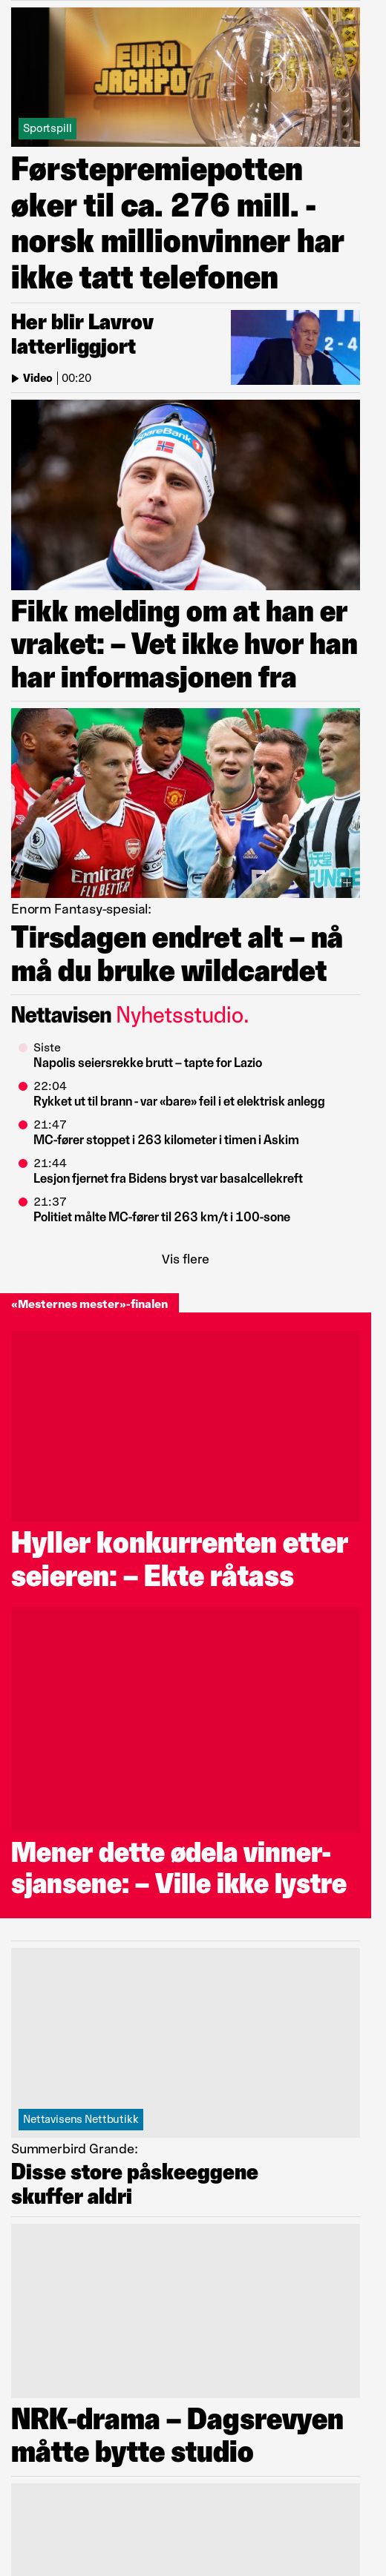 EURO
JACKPOT
Sportspill
Førstepremiepotten
øker til ca. 276 mill. -
norsk millionvinner har
ikke tatt telefonen
Her blir Lavrov
latterliggjort
Video | 00:20
2 - 4
SpareBank
Fikk melding om at han er
vraket: – Vet ikke hvor han
har informasjonen fra
Enorm Fantasy-spesial:
Tirsdagen endret alt – nå
må du bruke wildcardet
Nettavisen Nyhetsstudio.
Siste
Napolis seiersrekke brutt – tapte for Lazio
22:04
Rykket ut til brann - var «bare» feil i et elektrisk anlegg
21:47
MC-fører stoppet i 263 kilometer i timen i Askim
21:44
Lesjon fjernet fra Bidens bryst var basalcellekreft
21:37
Politiet målte MC-fører til 263 km/t i 100-sone
Vis flere
«Mesternes mester»-finalen
Hyller konkurrenten etter
seieren: – Ekte råtass
Mener dette ødela vinner-
sjansene: – Ville ikke lystre
Nettavisens Nettbutikk
Summerbird Grande:
Disse store påskeeggene
skuffer aldri
NRK-drama – Dagsrevyen
måtte bytte studio